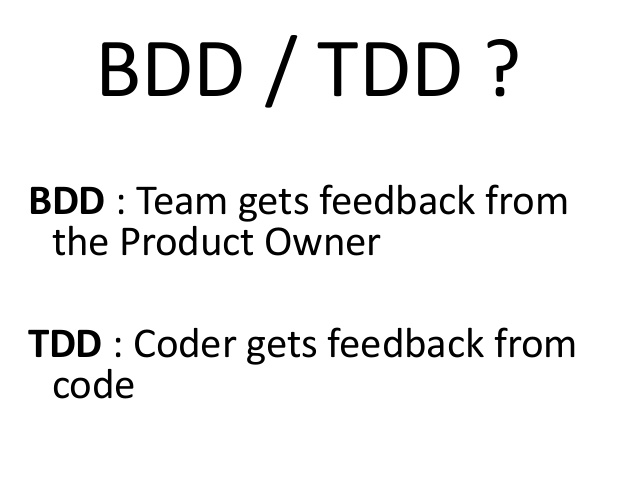 BDD / TDD ?
BDD : Team gets feedback from
the Product Owner
TDD : Coder gets feedback from
code